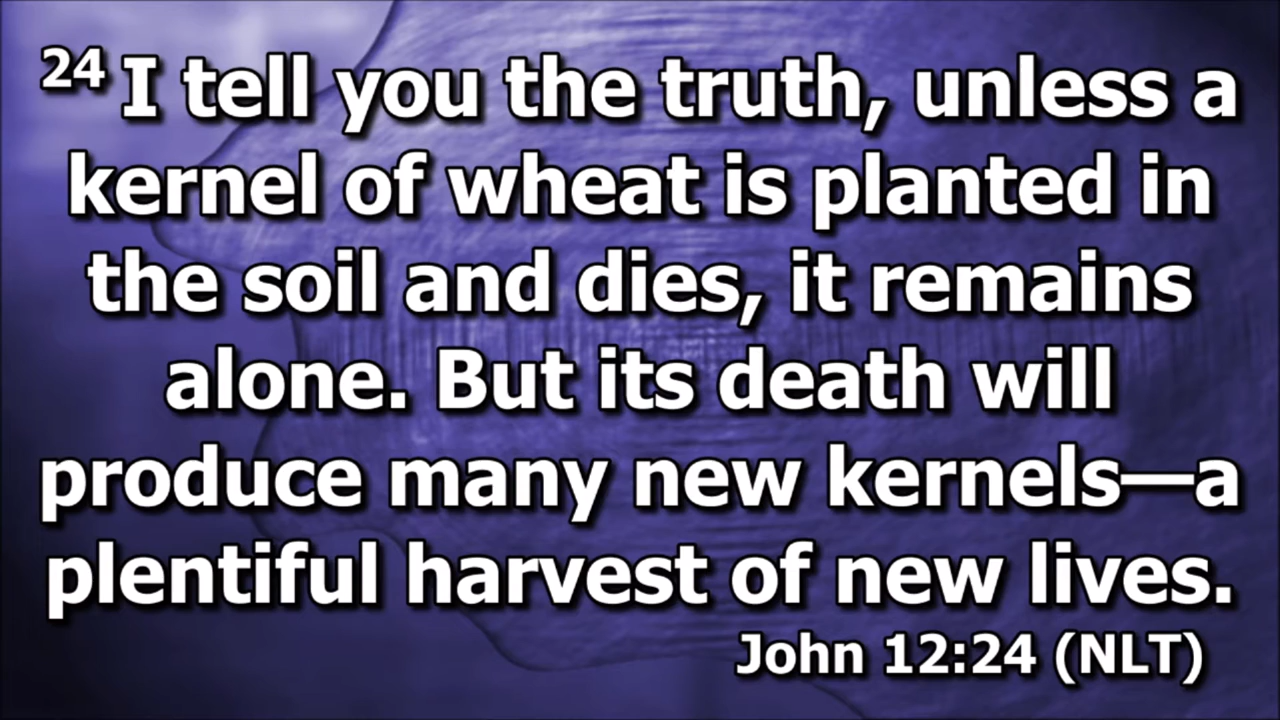 24 I tell you the truth, unless a
kernel of wheat is planted in
the soil and dies, it remains
alone. But its death will
produce many new kernels—a
plentiful harvest of new lives.
John 12:24 (NLT)